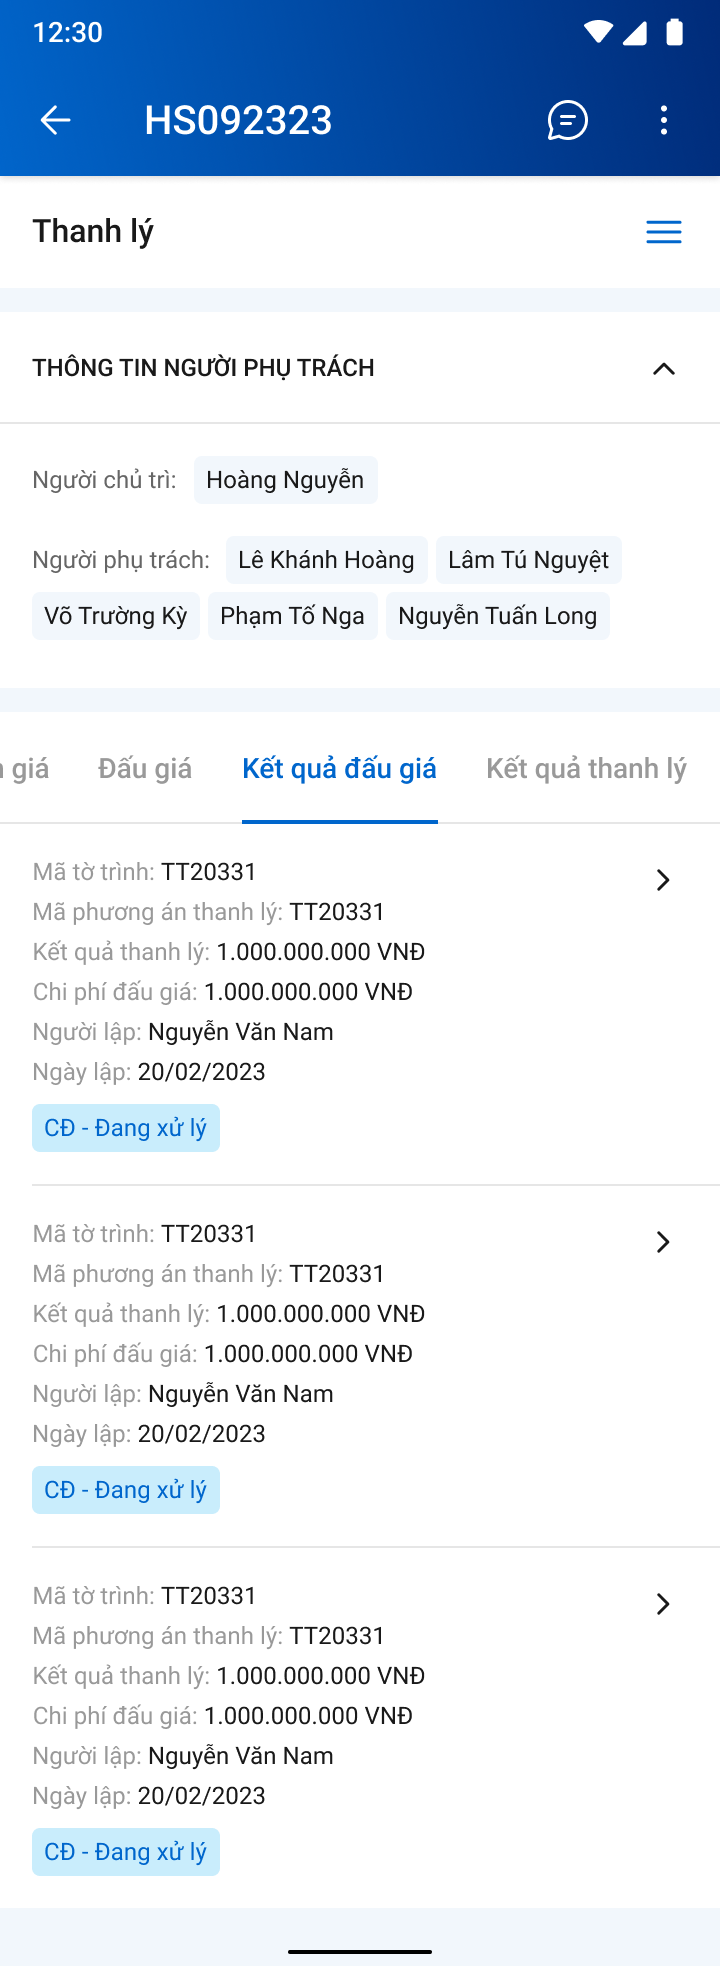 12:30
HS092323
Thanh lý
THÔNG TIN NGƯỜI PHỤ TRÁCH
Người chủ trì: Hoàng Nguyễn
Người phụ trách: Lê Khánh Hoàng Lâm Tú Nguyệt
Võ Trường Kỳ Phạm Tố Nga Nguyễn Tuấn Long
giá Đấu giá Kết quả đấu giá Kết quả thanh lý
Mã tờ trình: TT20331
Mã phương án thanh lý: TT20331
Kết quả thanh lý: 1.000.000.000 VNĐ
Chi phí đấu giá: 1.000.000.000 VNĐ
Người lập: Nguyễn Văn Nam
Ngày lập: 20/02/2023
CĐ - Đang xử lý
Mã tờ trình: TT20331
Mã phương án thanh lý: TT20331
Kết quả thanh lý: 1.000.000.000 VNĐ
Chi phí đấu giá: 1.000.000.000 VNĐ
Người lập: Nguyễn Văn Nam
Ngày lập: 20/02/2023
CĐ - Đang xử lý
Mã tờ trình: TT20331
Mã phương án thanh lý: TT20331
Kết quả thanh lý: 1.000.000.000 VNĐ
Chi phí đấu giá: 1.000.000.000 VNĐ
Người lập: Nguyễn Văn Nam
Ngày lập: 20/02/2023
CĐ - Đang xử lý